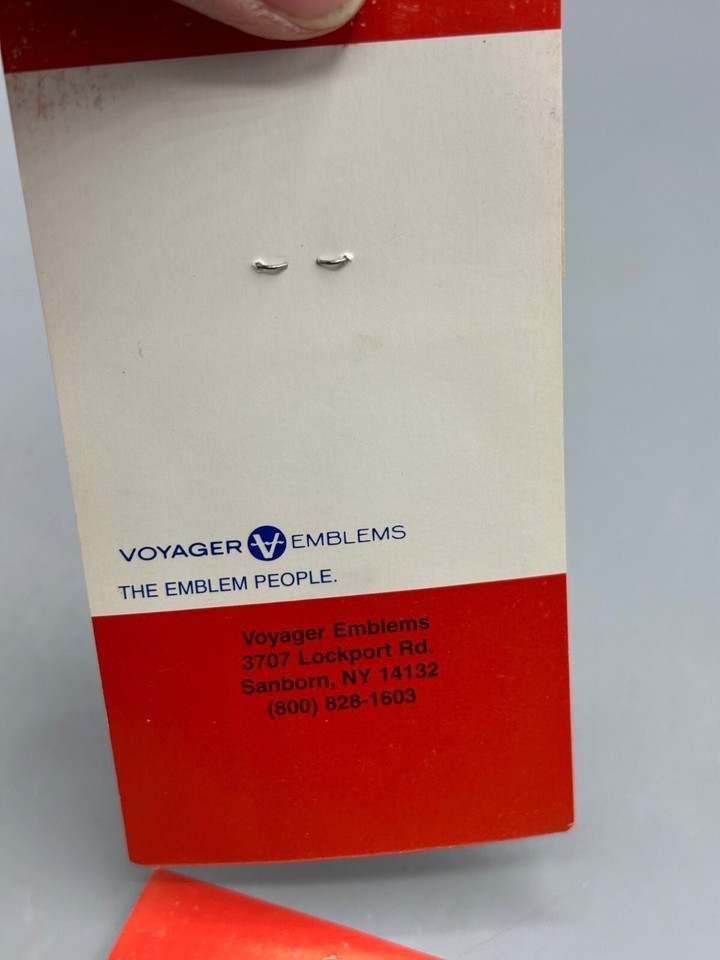 VOYAGER V EMBLEMS
THE EMBLEM PEOPLE.
Voyager Emblems
3707 Lockport Rd.
Sanborn, NY 14132
(800) 828-1603